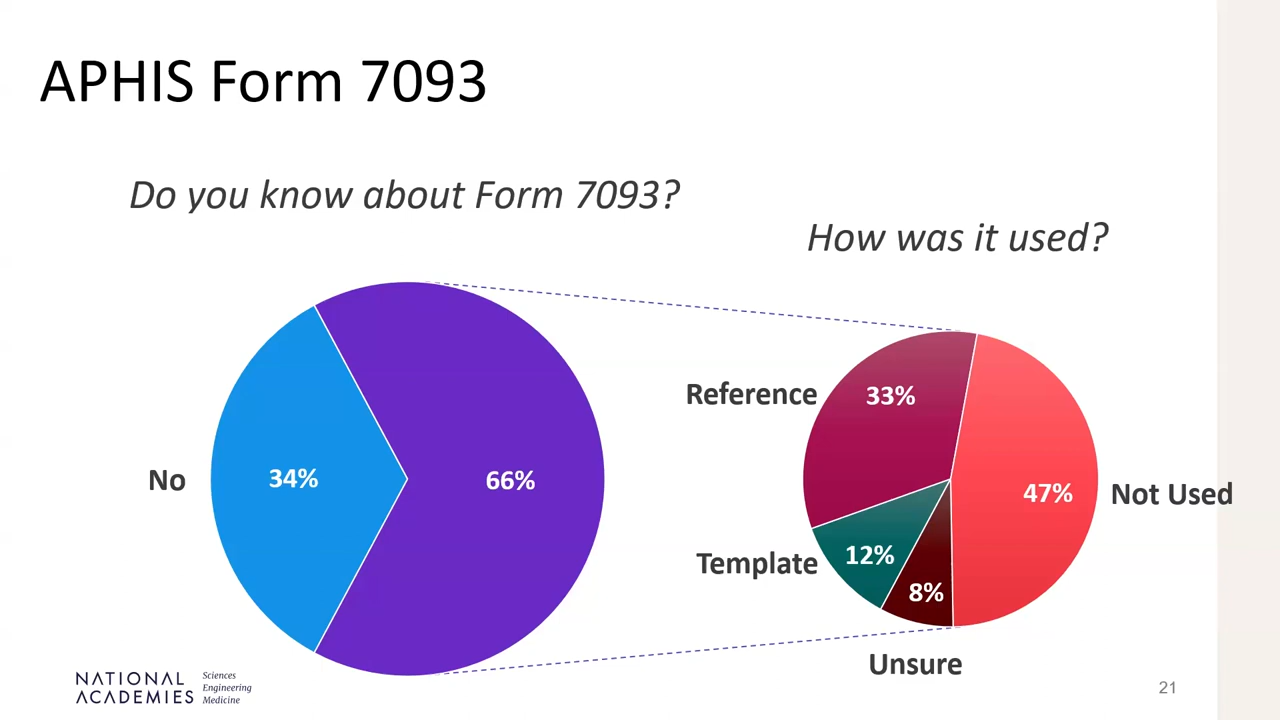 APHIS Form 7093
Do you know about Form 7093?
How was it used?
No
34%
66%
Reference
33%
47%
Not Used
Template
12%
8%
Unsure
NATIONAL
ACADEMIES
Sciences
Engineering
Medicine
21